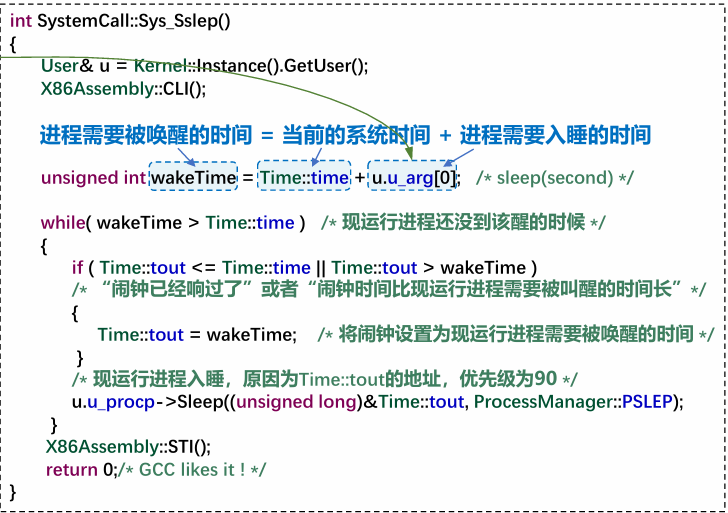 int SystemCall::Sys_Sslep()
{
User& u = Kernel::Instance().GetUser();
X86Assembly::CLI();
进程需要被唤醒的时间 = 当前的系统时间 + 进程需要入睡的时间
unsigned int wakeTime = Time::time + u.u_arg[0]; /* sleep(second) */
while( wakeTime > Time::time ) /* 现运行进程还没到该醒的时候 */
{
if ( Time::tout <= Time::time || Time::tout > wakeTime )
/* “闹钟已经响过了”或者“闹钟时间比现运行进程需要被叫醒的时间长” */
{
Time::tout = wakeTime; /* 将闹钟设置为现运行进程需要被唤醒的时间 */
}
/* 现运行进程入睡，原因为Time::tout的地址，优先级为90 */
u.u_procp->Sleep((unsigned long)&Time::tout, ProcessManager::PSLEP);
}
X86Assembly::STI();
return 0;/* GCC likes it ! */
}